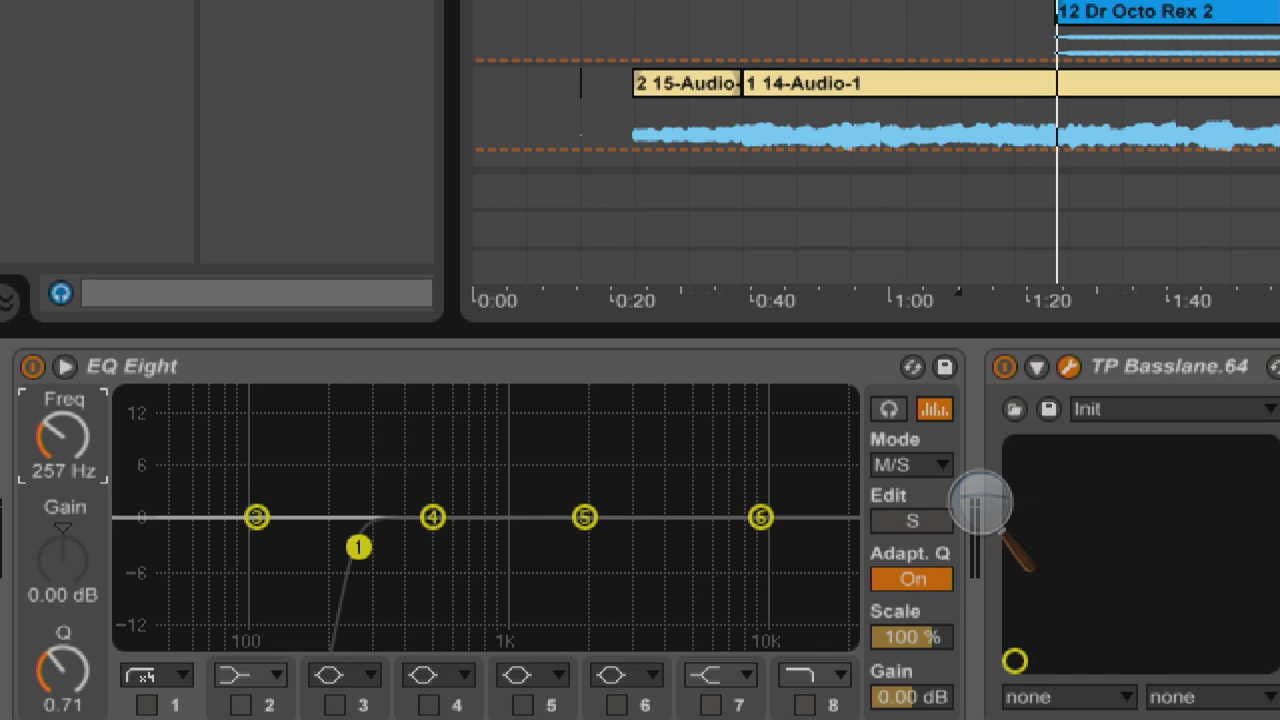 12 Dr Octo Rex 2
2 15-Audio-
1 14-Audio-1
0:00 0:20 0:40 1:00 1:20 1:40
EQ Eight
TP Basslane.64
Freq
257 Hz
Gain
0.00 dB
Q
0.71
12
6
0
-6
-12
3 4 5 6
1
100 1K 10K
Mode
M/S
Edit
S
Adapt. Q
On
Scale
100 %
Gain
0.00 dB
x4
1 2 3 4 5 6 7 8
Init
none none